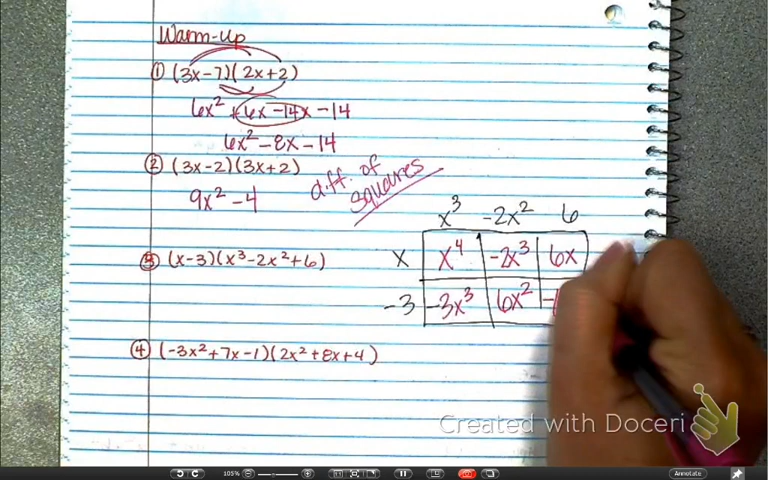 Warm-Up
① (3x-7)(2x+2)
6x² +6x -14x -14
6x² -8x -14
② (3x-2)(3x+2)
9x² -4
diff. of
squares
x³ -2x² 6
③ (x-3)(x³-2x²+6)
x x⁴ -2x³ 6x
-3 -3x³ 6x²
④ (-3x²+7x-1)(2x²+8x+4)
Created with Doceri
105%
Annotate